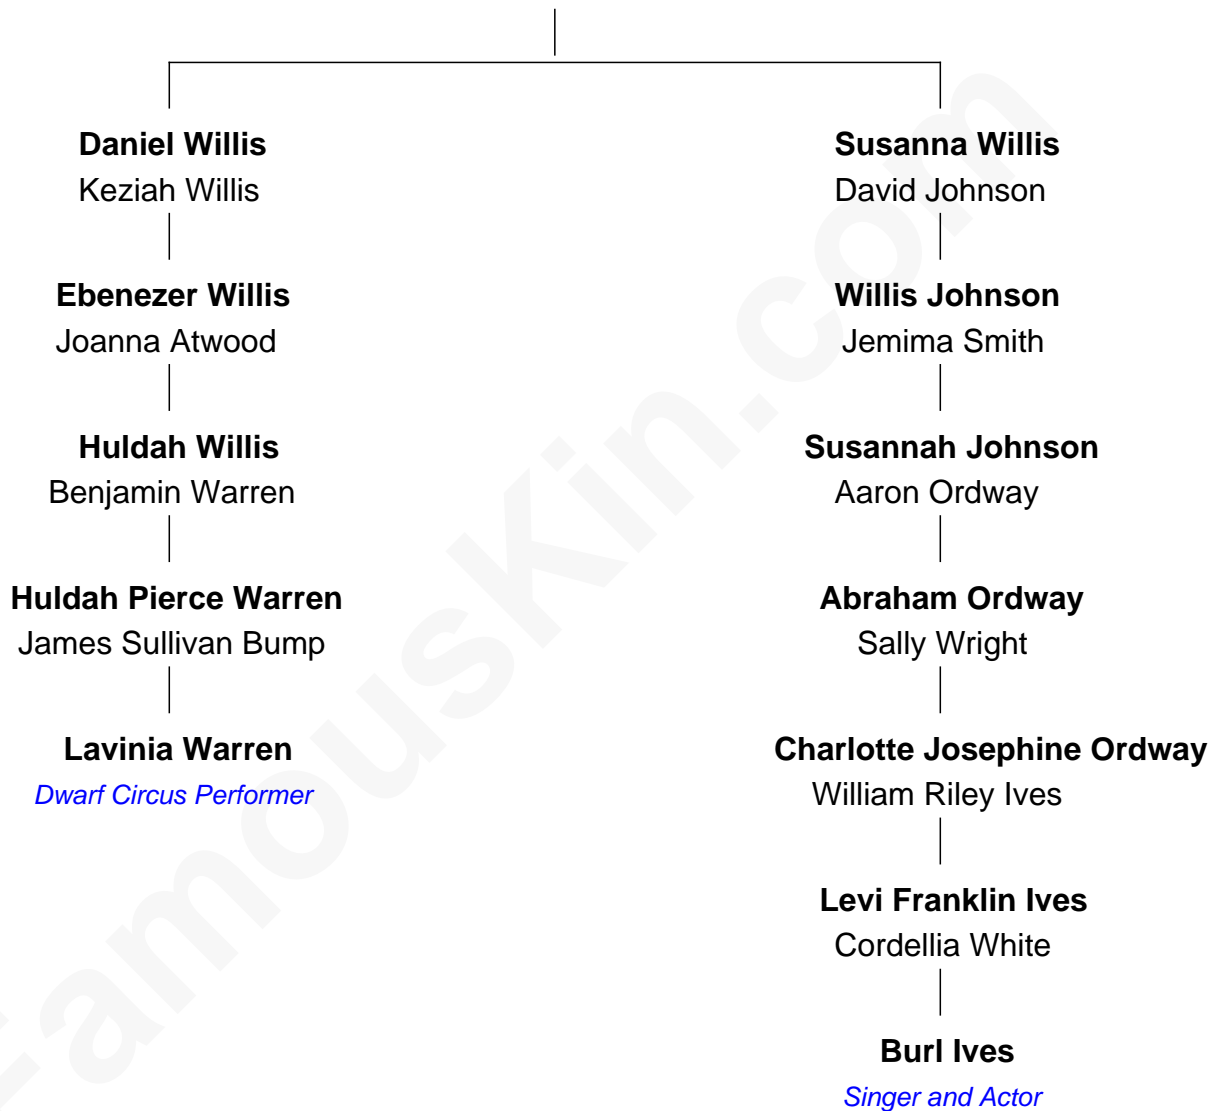 Daniel Willis
Keziah Willis
Ebenezer Willis
Joanna Atwood
Huldah Willis
Benjamin Warren
Huldah Pierce Warren
James Sullivan Bump
Lavinia Warren
Dwarf Circus Performer
Susanna Willis
David Johnson
Willis Johnson
Jemima Smith
Susannah Johnson
Aaron Ordway
Abraham Ordway
Sally Wright
Charlotte Josephine Ordway
William Riley Ives
Levi Franklin Ives
Cordellia White
Burl Ives
Singer and Actor
FamousKin.com